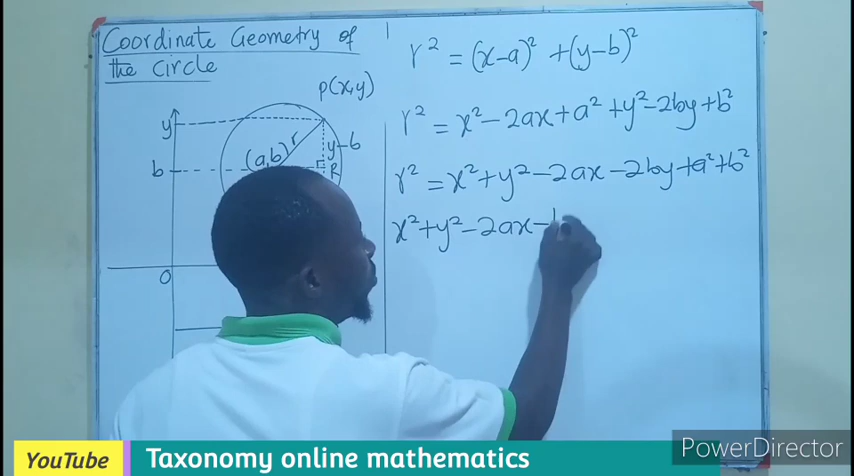 Coordinate Geometry of
the Circle
P(x,y)
y
r
y-b
(a,b)
b
R
O
r² = (x-a)² + (y-b)²
r² = x² - 2ax + a² + y² - 2by + b²
r² = x² + y² - 2ax - 2by + a² + b²
x² + y² - 2ax -
PowerDirector
YouTube Taxonomy online mathematics